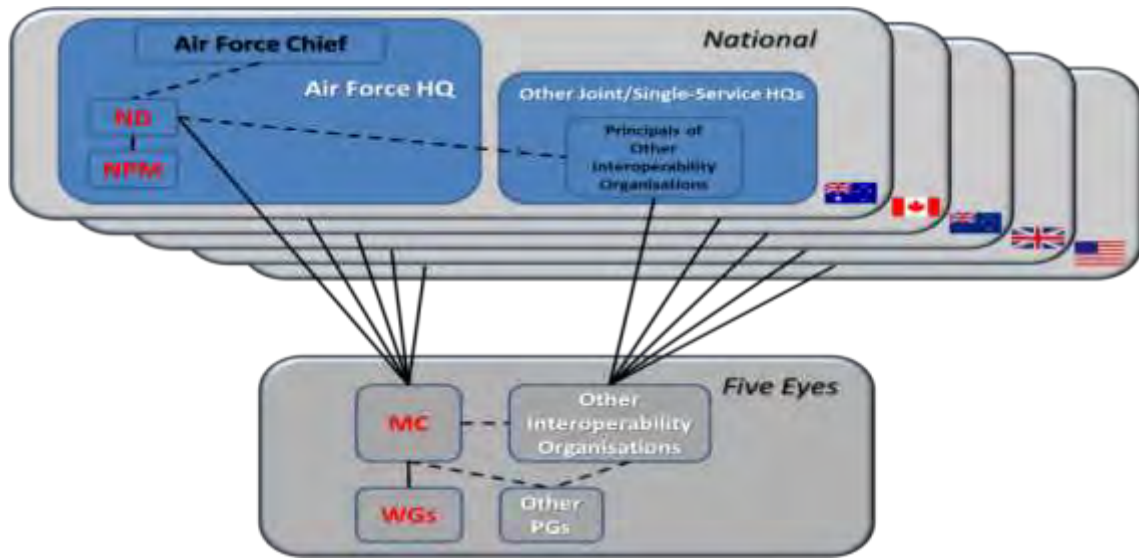 Air Force Chief
National
Air Force HQ
Other Joint/Single-Service HQs
ND
NPM
Principals of
Other
Interoperability
Organisations
Five Eyes
MC
Other
Interoperability
Organisations
WGs
Other
PGs